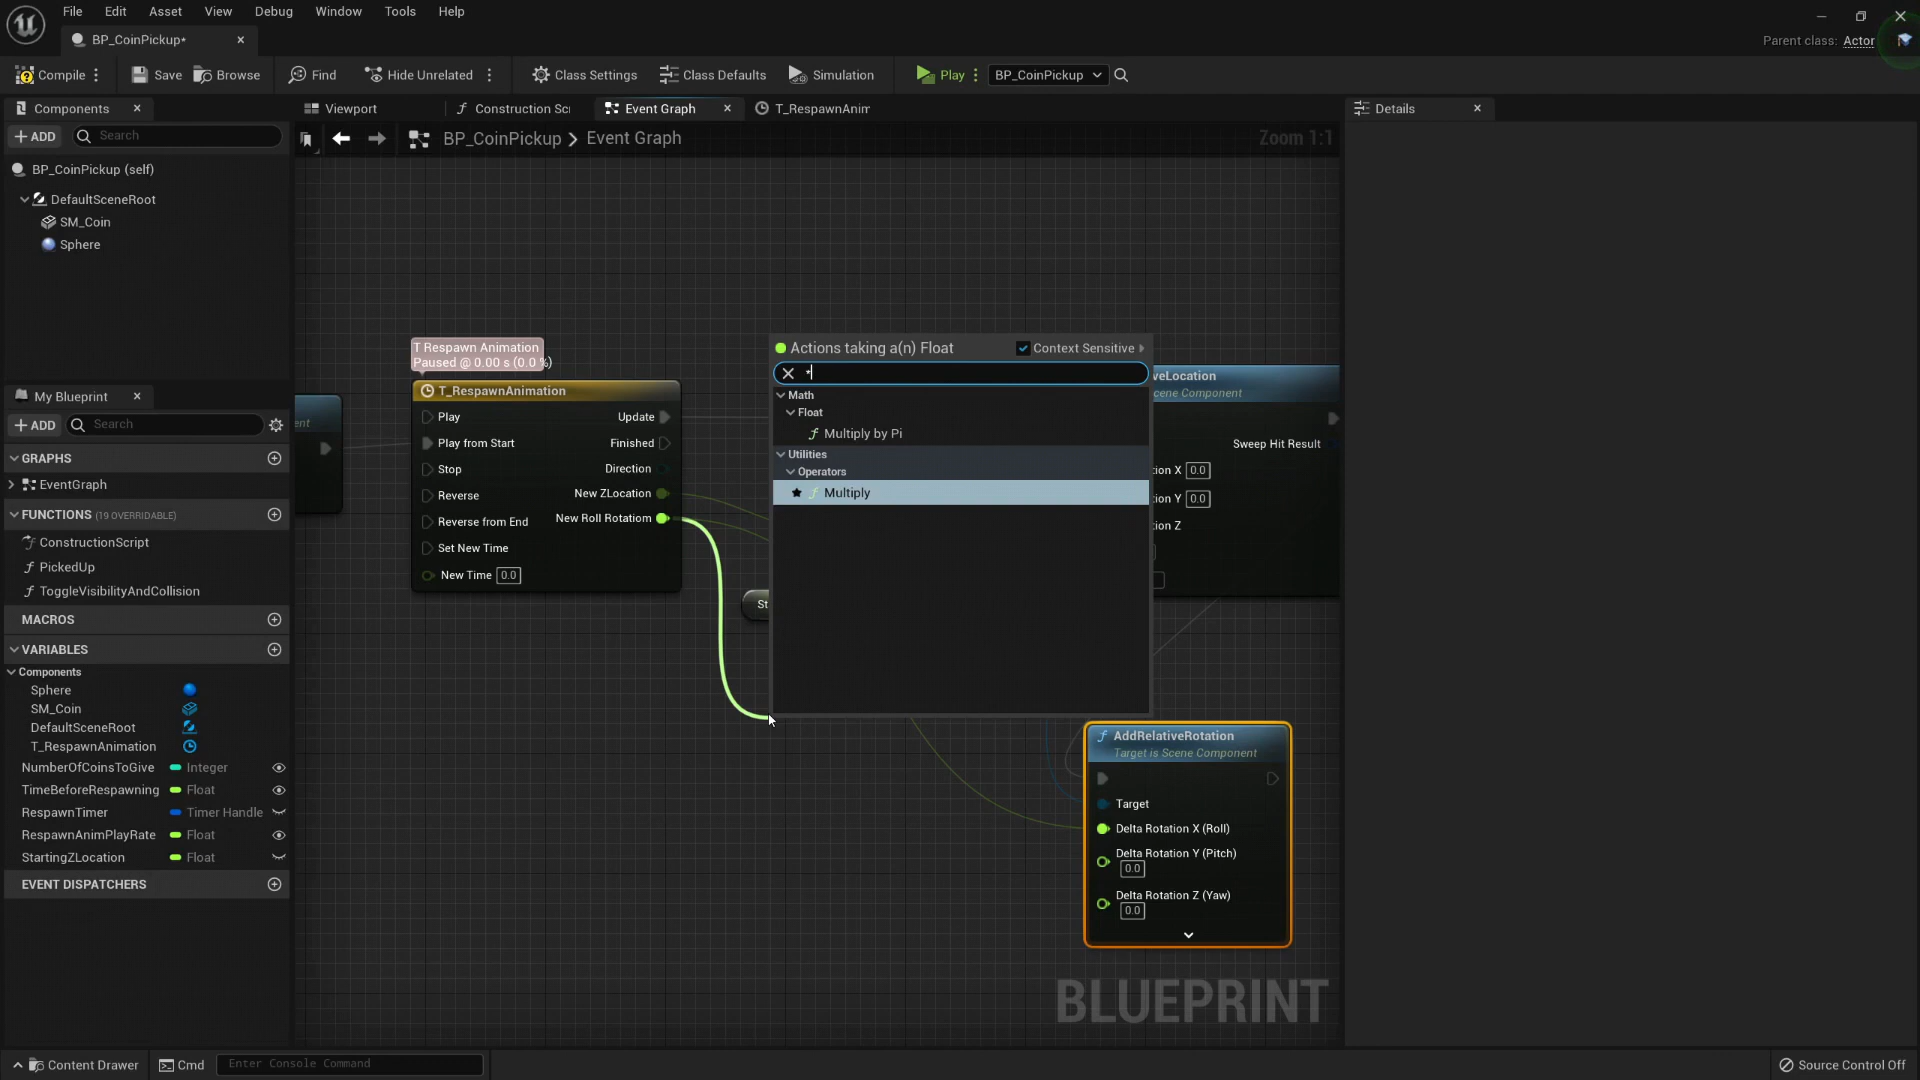 File Edit Asset View Debug Window Tools Help
BP_CoinPickup*
Parent class: Actor
Compile Save Browse Find Hide Unrelated Class Settings Class Defaults Simulation Play BP_CoinPickup
Components Viewport Construction Sc Event Graph T_RespawnAnim Details
ADD Search
BP_CoinPickup > Event Graph Zoom 1:1
BP_CoinPickup (self)
DefaultSceneRoot
SM_Coin
Sphere
My Blueprint
ADD Search
GRAPHS
EventGraph
FUNCTIONS (19 OVERRIDABLE)
ConstructionScript
PickedUp
ToggleVisibilityAndCollision
MACROS
VARIABLES
Components
Sphere
SM_Coin
DefaultSceneRoot
T_RespawnAnimation
NumberOfCoinsToGive Integer
TimeBeforeRespawning Float
RespawnTimer Timer Handle
RespawnAnimPlayRate Float
StartingZLocation Float
EVENT DISPATCHERS
ent
T Respawn Animation
Paused @ 0.00 s (0.0 %)
T_RespawnAnimation
Play Update
Play from Start Finished
Stop Direction
Reverse New ZLocation
Reverse from End New Roll Rotatiom
Set New Time
New Time 0.0
St
Actions taking a(n) Float Context Sensitive
*
Math
Float
Multiply by Pi
Utilities
Operators
Multiply
veLocation
cene Component
Sweep Hit Result
ion X 0.0
ion Y 0.0
ion Z
AddRelativeRotation
Target is Scene Component
Target
Delta Rotation X (Roll)
Delta Rotation Y (Pitch)
0.0
Delta Rotation Z (Yaw)
0.0
BLUEPRINT
Content Drawer Cmd Enter Console Command Source Control Off